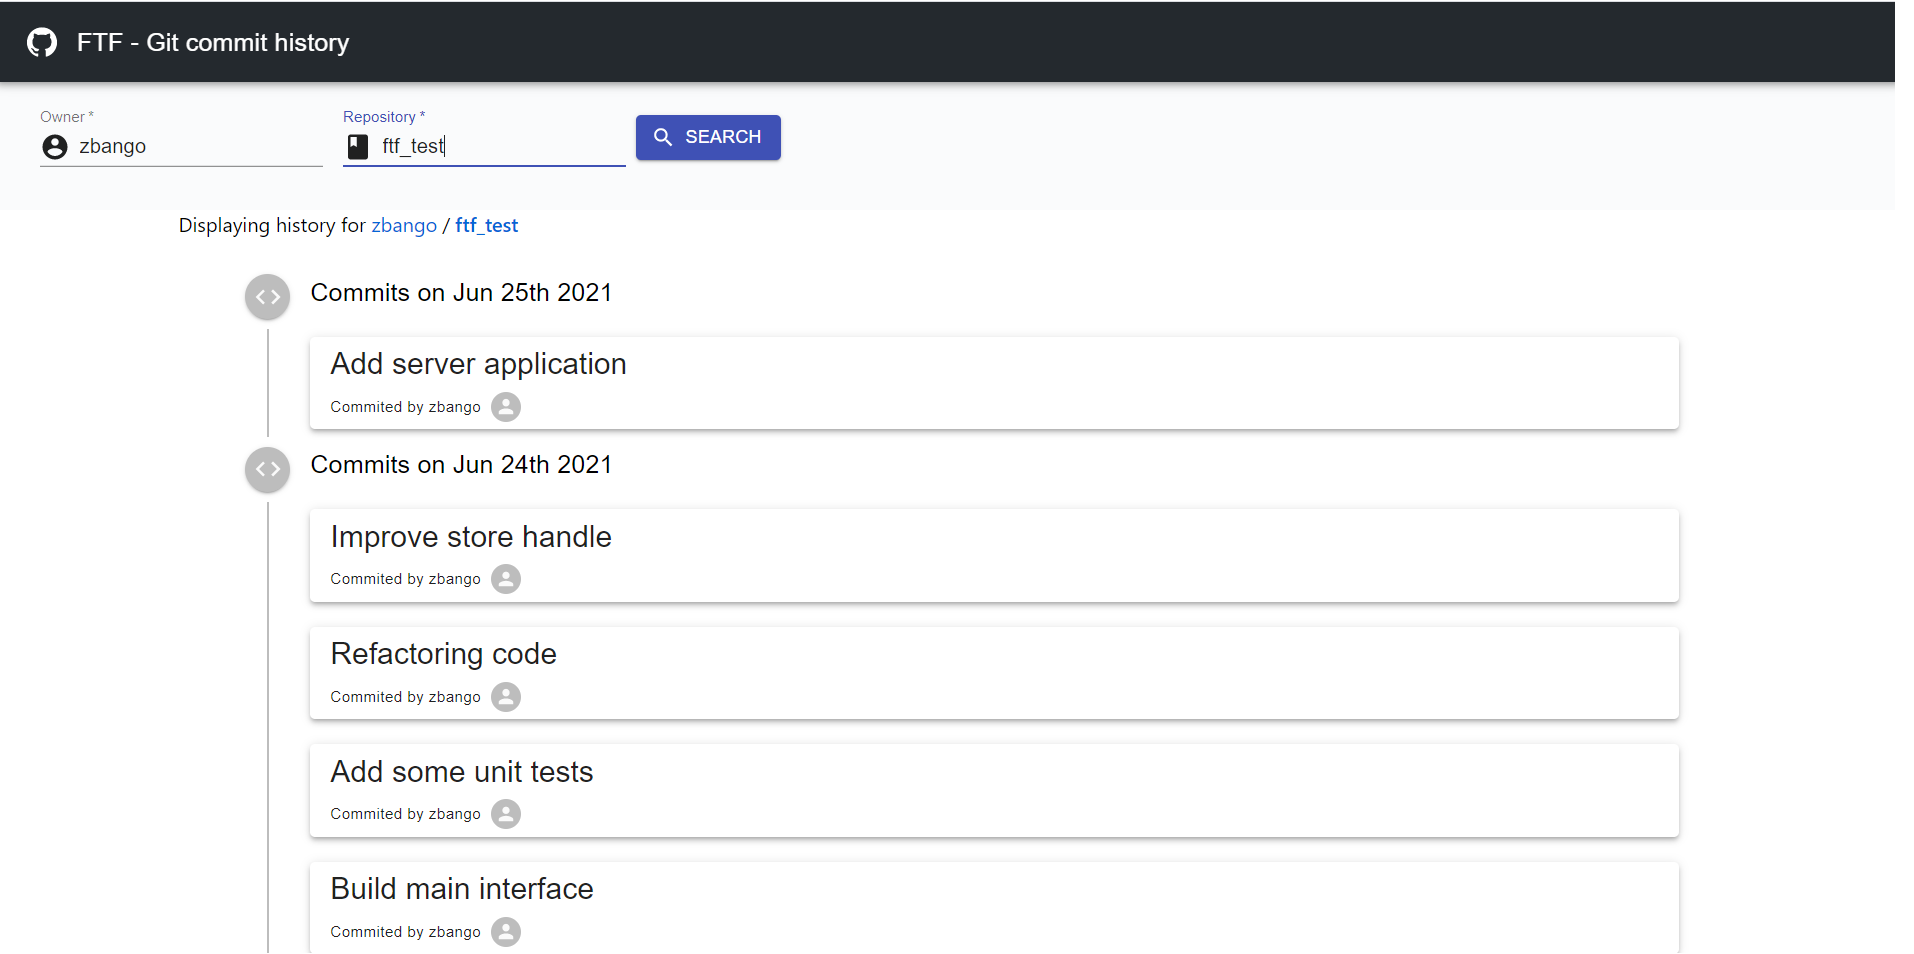 FTF - Git commit history
Owner *
zbango
Repository *
ftf_test
SEARCH
Displaying history for zbango / ftf_test
Commits on Jun 25th 2021
Add server application
Commited by zbango
Commits on Jun 24th 2021
Improve store handle
Commited by zbango
Refactoring code
Commited by zbango
Add some unit tests
Commited by zbango
Build main interface
Commited by zbango